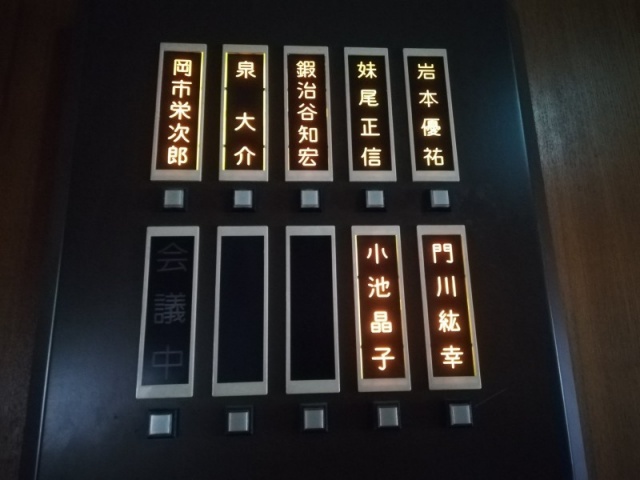 岩本優祐
妹尾正信
鍜治谷知宏
泉大介
岡市栄次郎
門川紘幸
小池晶子
会議中